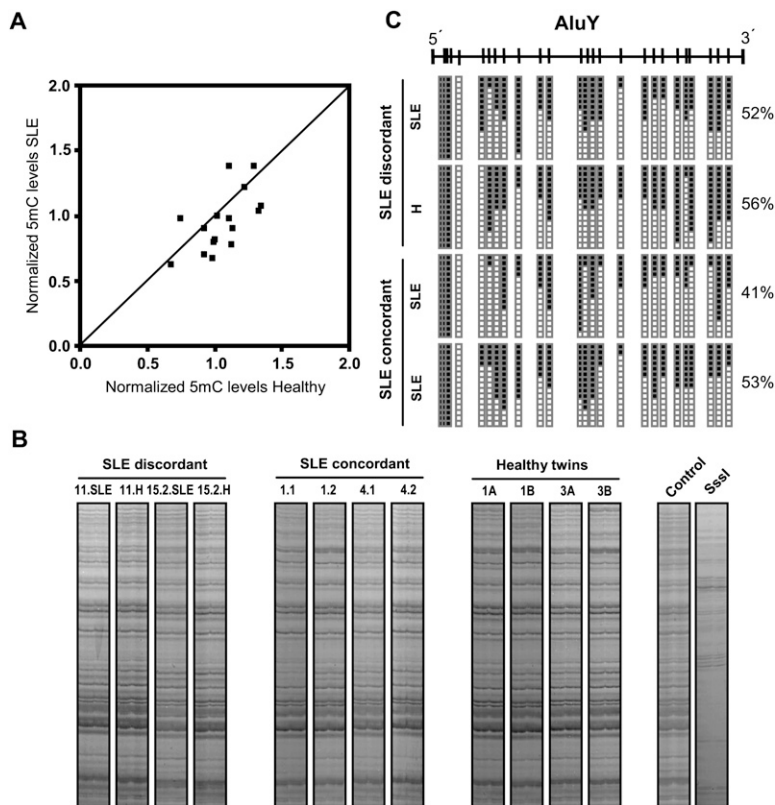 A
2.0
1.5
1.0
0.5
0.0
0.0 0.5 1.0 1.5 2.0
Normalized 5mC levels SLE
Normalized 5mC levels Healthy
C
AluY
5´ 3´
SLE discordant
SLE
52%
H
56%
SLE concordant
SLE
41%
SLE
53%
B
SLE discordant
11.SLE 11.H 15.2.SLE 15.2.H
SLE concordant
1.1 1.2 4.1 4.2
Healthy twins
1A 1B 3A 3B
Control SssI